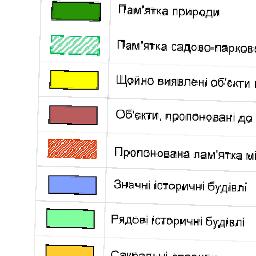 Пам'ятка природи
Пам'ятка садово-парково
Щойно виявлені об'єкти
Об'єкти, пропоновані до
Пропонована пам'ятка мі
Значні історичні будівлі
Рядові історичні будівлі